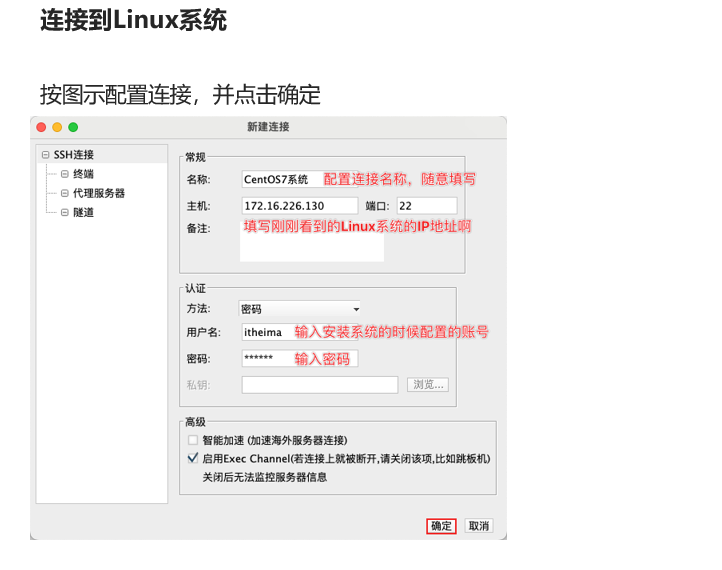 连接到Linux系统
按图示配置连接，并点击确定
新建连接
SSH连接
终端
代理服务器
隧道
常规
名称: CentOS7系统 配置连接名称，随意填写
主机: 172.16.226.130 端口: 22
备注: 填写刚刚看到的Linux系统的IP地址啊
认证
方法: 密码
用户名: itheima 输入安装系统的时候配置的账号
密码: ****** 输入密码
私钥: 浏览...
高级
智能加速 (加速海外服务器连接)
启用Exec Channel(若连接上就被断开,请关闭该项,比如跳板机)
关闭后无法监控服务器信息
确定 取消